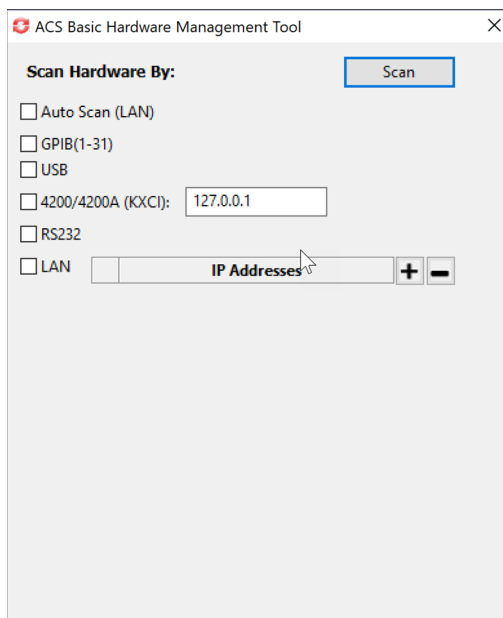 ACS Basic Hardware Management Tool
Scan Hardware By: Scan
Auto Scan (LAN)
GPIB(1-31)
USB
4200/4200A (KXCI): 127.0.0.1
RS232
LAN IP Addresses